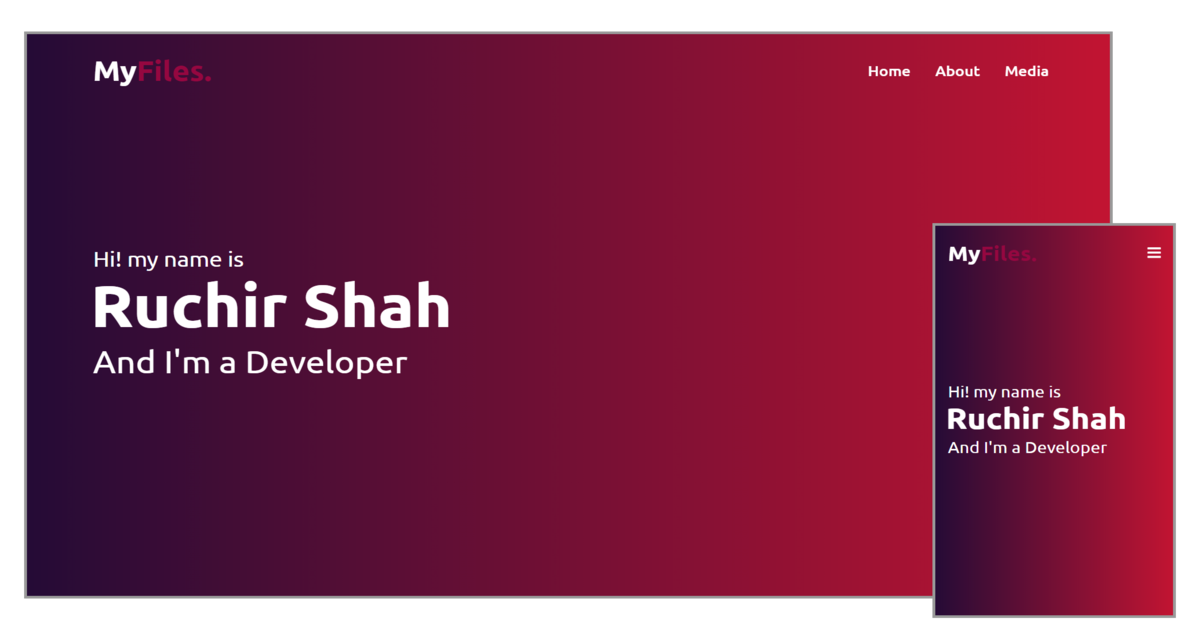 MyFiles.
Home About Media
Hi! my name is
Ruchir Shah
And I'm a Developer
MyFiles.
Hi! my name is
Ruchir Shah
And I'm a Developer